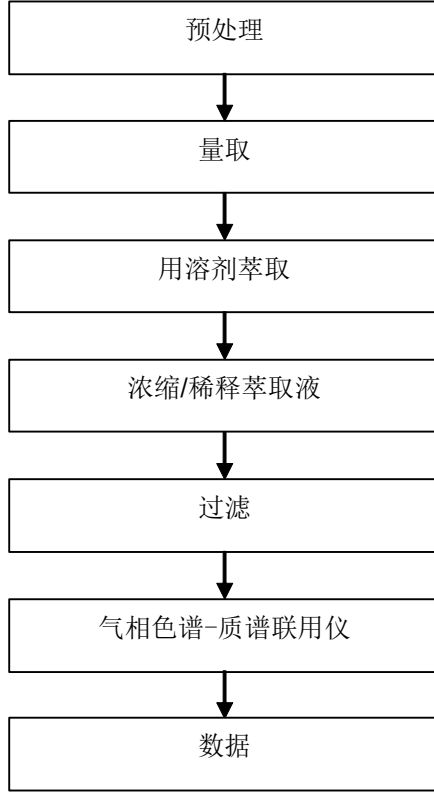 预处理
量取
用溶剂萃取
浓缩/稀释萃取液
过滤
气相色谱-质谱联用仪
数据